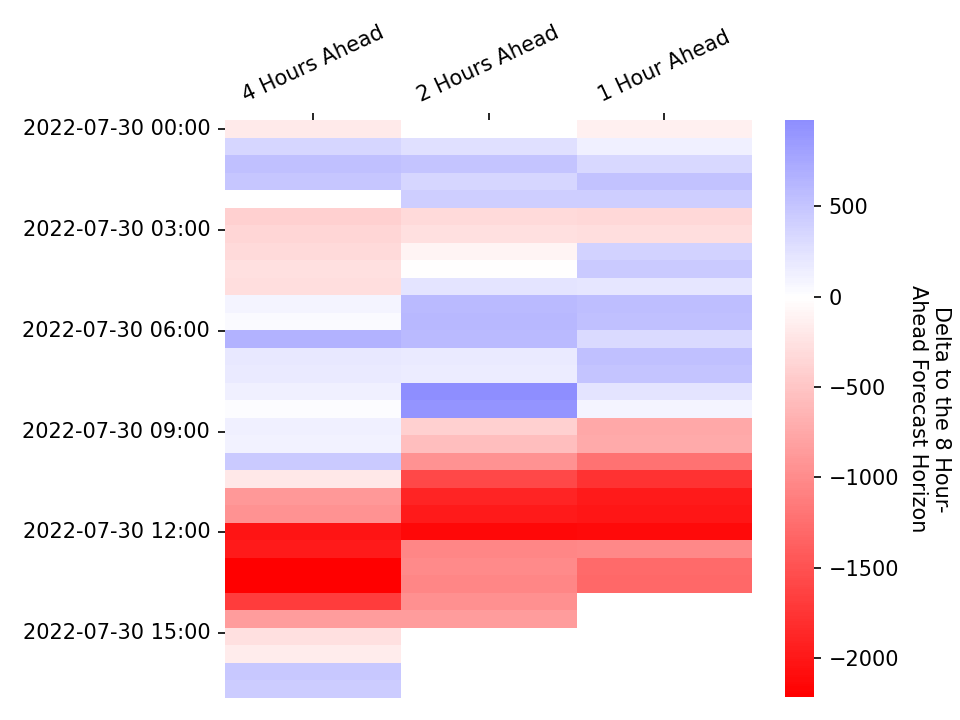 4 Hours Ahead
2 Hours Ahead
1 Hour Ahead
2022-07-30 00:00
2022-07-30 03:00
2022-07-30 06:00
2022-07-30 09:00
2022-07-30 12:00
2022-07-30 15:00
500
0
−500
−1000
−1500
−2000
Delta to the 8 Hour-
Ahead Forecast Horizon